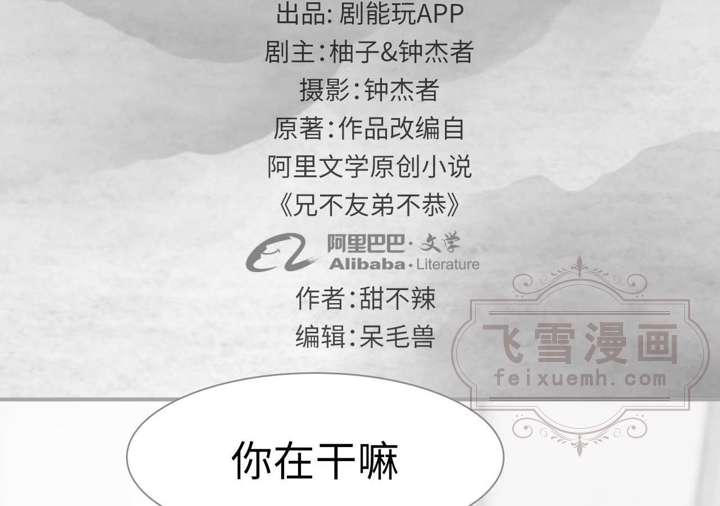 出品: 剧能玩APP
剧主:柚子&钟杰者
摄影:钟杰者
原著:作品改编自
阿里文学原创小说
《兄不友弟不恭》
阿里巴巴·文学
Alibaba·Literature
作者:甜不辣
编辑:呆毛兽
飞雪漫画
feixuemh.com
你在干嘛